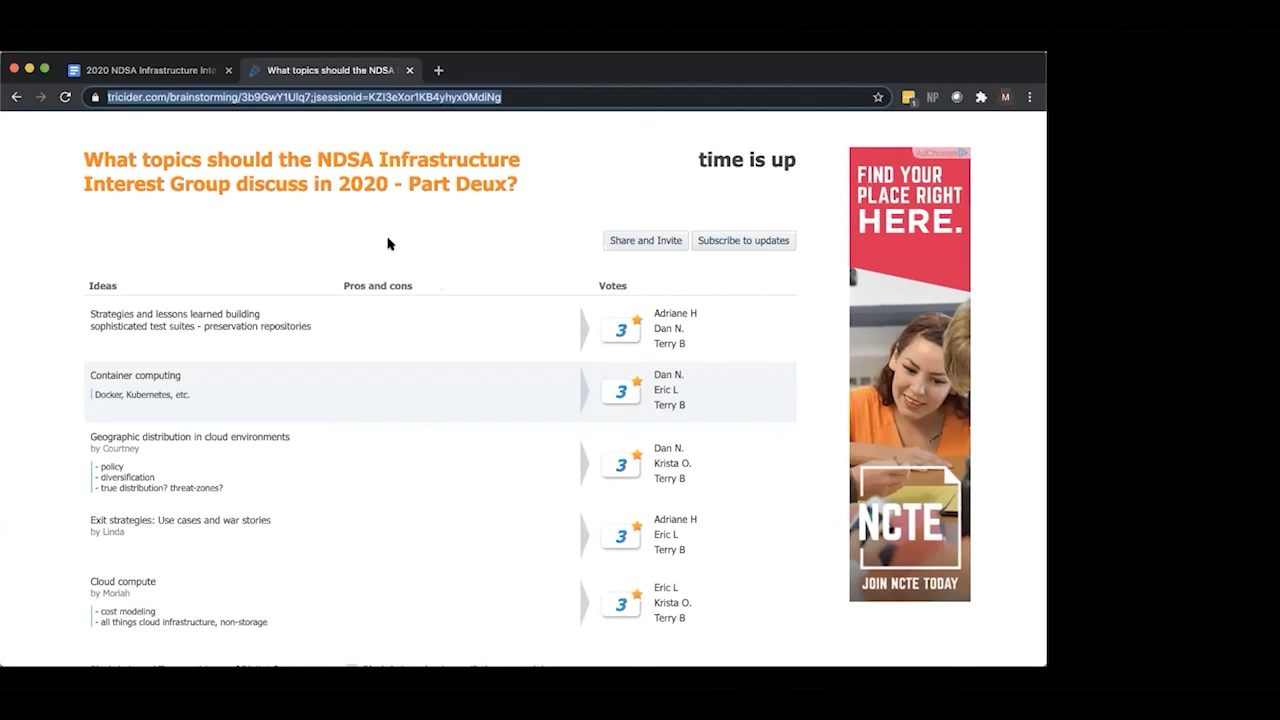 2020 NDSA Infrastructure Inte
What topics should the NDSA
tricider.com/brainstorming/3b9GwY1Ulq7;jsessionid=KZI3eXor1KB4yhyx0MdiNg
1
NP
M
What topics should the NDSA Infrastructure
Interest Group discuss in 2020 - Part Deux?
time is up
Share and Invite
Subscribe to updates
Ideas
Pros and cons
Votes
Strategies and lessons learned building
sophisticated test suites - preservation repositories
3
Adriane H
Dan N.
Terry B
Container computing
Docker, Kubernetes, etc.
3
Dan N.
Eric L
Terry B
Geographic distribution in cloud environments
by Courtney
- policy
- diversification
- true distribution? threat-zones?
3
Dan N.
Krista O.
Terry B
Exit strategies: Use cases and war stories
by Linda
3
Adriane H
Eric L
Terry B
Cloud compute
by Moriah
- cost modeling
- all things cloud infrastructure, non-storage
3
Eric L
Krista O.
Terry B
AdChoices
FIND YOUR
PLACE RIGHT
HERE.
NCTE
JOIN NCTE TODAY